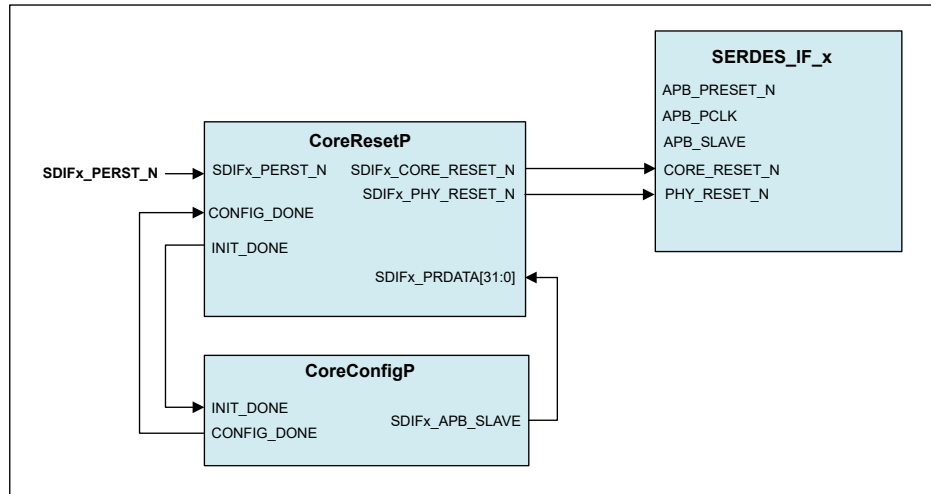 SERDES_IF_x
APB_PRESET_N
APB_PCLK
APB_SLAVE
CORE_RESET_N
PHY_RESET_N
CoreResetP
SDIFx_PERST_N
SDIFx_PERST_N
SDIFx_CORE_RESET_N
SDIFx_PHY_RESET_N
CONFIG_DONE
INIT_DONE
SDIFx_PRDATA[31:0]
CoreConfigP
INIT_DONE
CONFIG_DONE
SDIFx_APB_SLAVE